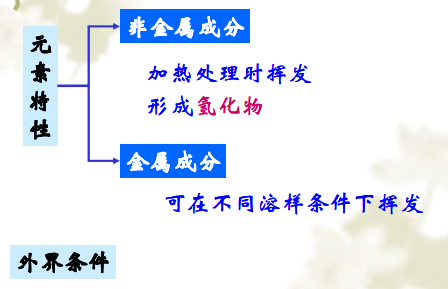 元素特性
非金属成分
加热处理时挥发
形成氢化物
金属成分
可在不同溶样条件下挥发
外界条件